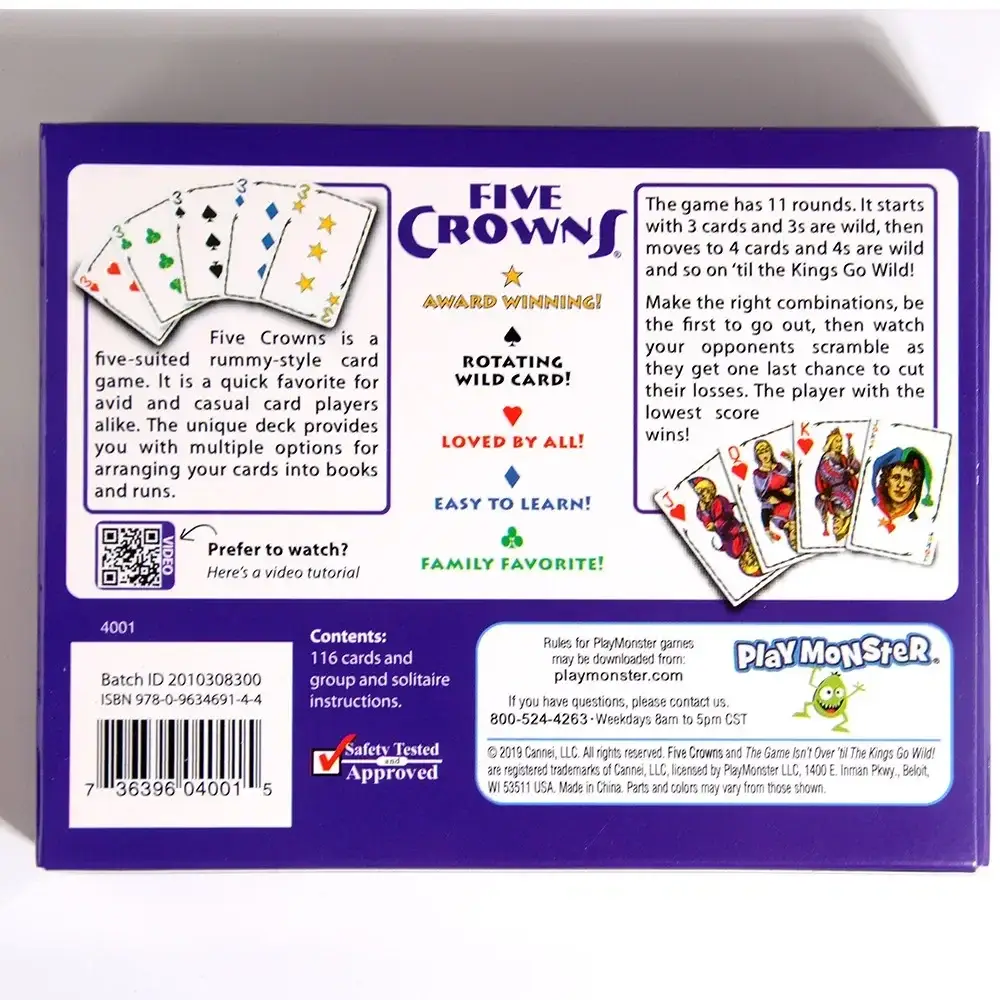 3
3
3
3
3
3
3
Five Crowns is a
five-suited rummy-style card
game. It is a quick favorite for
avid and casual card players
alike. The unique deck provides
you with multiple options for
arranging your cards into books
and runs.
VIDEO
Prefer to watch?
Here's a video tutorial
FIVE
CROWNS®
AWARD WINNING!
ROTATING
WILD CARD!
LOVED BY ALL!
EASY TO LEARN!
FAMILY FAVORITE!
The game has 11 rounds. It starts
with 3 cards and 3s are wild, then
moves to 4 cards and 4s are wild
and so on 'til the Kings Go Wild!
Make the right combinations, be
the first to go out, then watch
your opponents scramble as
they get one last chance to cut
their losses. The player with the
lowest score
wins!
J
Q
K
JOKER
JOKER
4001
Batch ID 2010308300
ISBN 978-0-9634691-4-4
7 36396 04001 5
Contents:
116 cards and
group and solitaire
instructions.
Safety Tested
and
Approved
Rules for PlayMonster games
may be downloaded from:
playmonster.com
PLAYMONSTER®
If you have questions, please contact us.
800-524-4263 · Weekdays 8am to 5pm CST
© 2019 Cannei, LLC. All rights reserved. Five Crowns and The Game Isn't Over 'til The Kings Go Wild!
are registered trademarks of Cannei, LLC, licensed by PlayMonster LLC, 1400 E. Inman Pkwy., Beloit,
WI 53511 USA. Made in China. Parts and colors may vary from those shown.